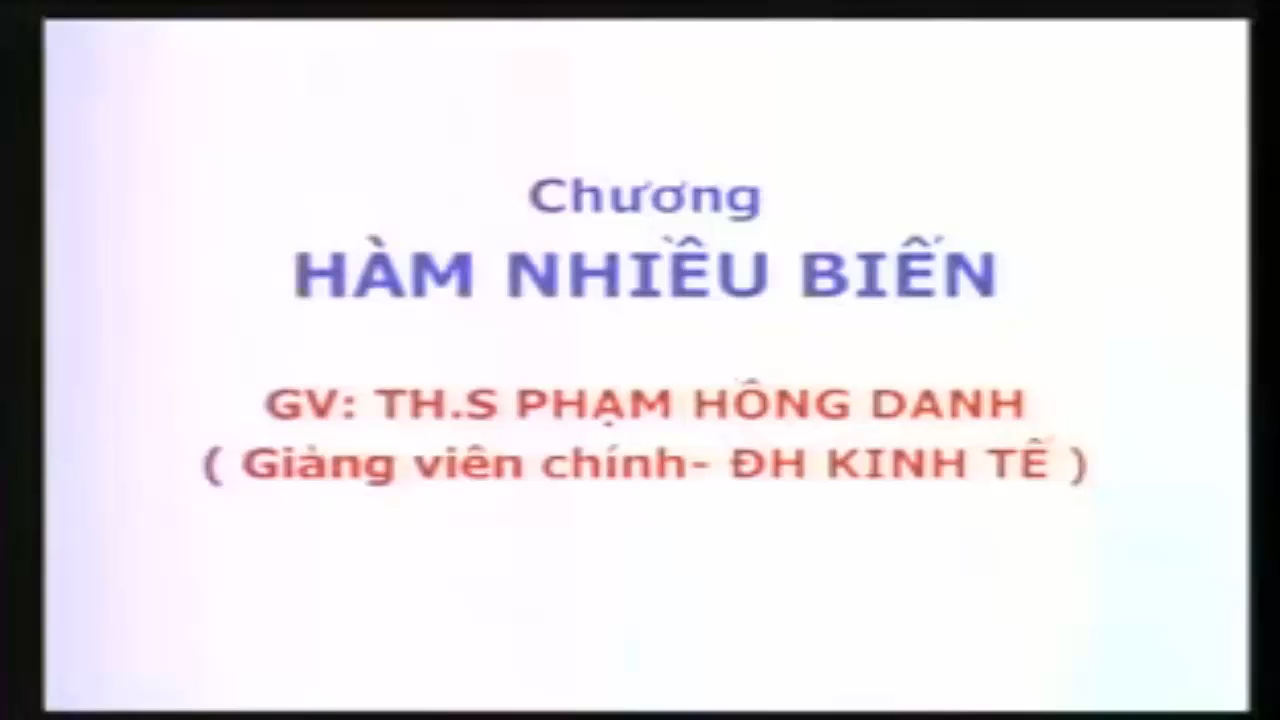 Chương
HÀM NHIỀU BIẾN
GV: TH.S PHẠM HỒNG DANH
( Giảng viên chính- ĐH KINH TẾ )